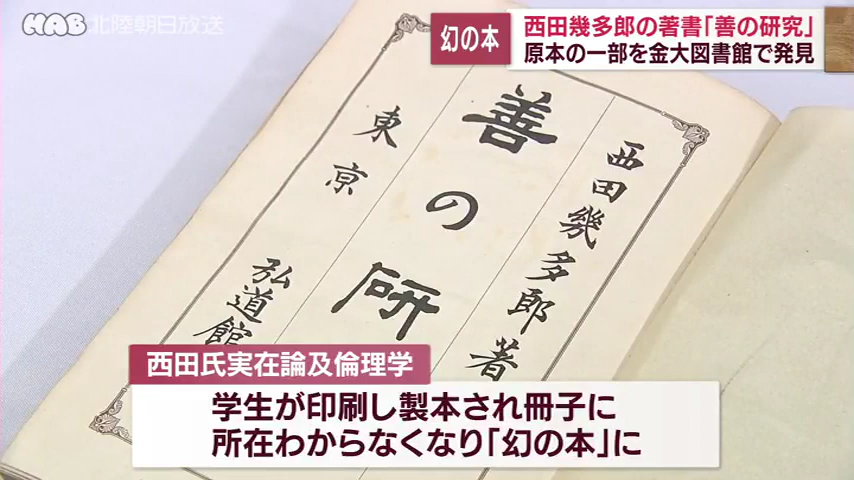 HAB 北陸朝日放送
幻の本
西田幾多郎の著書「善の研究」
原本の一部を金大図書館で発見
西田幾多郎著
善の研
東京
弘道館
西田氏実在論及倫理学
学生が印刷し製本され冊子に
所在わからなくなり「幻の本」に